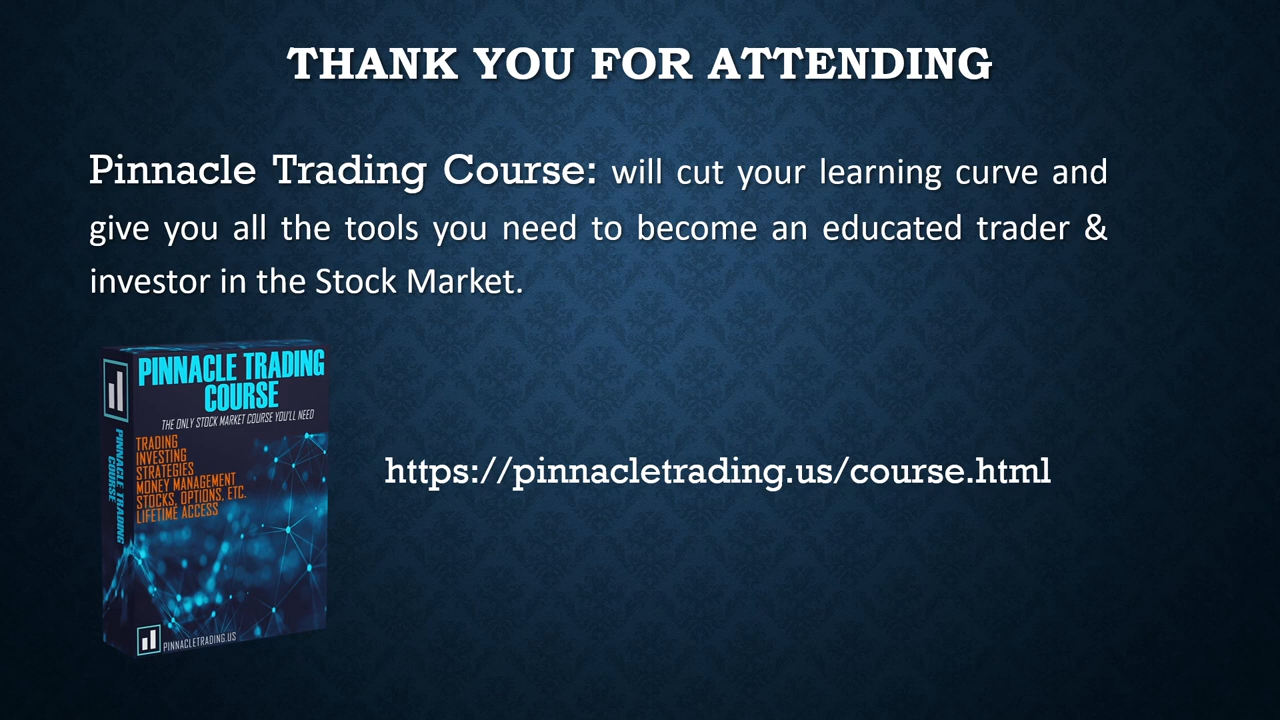 THANK YOU FOR ATTENDING
Pinnacle Trading Course: will cut your learning curve and
give you all the tools you need to become an educated trader &
investor in the Stock Market.
PINNACLE TRADING
COURSE
THE ONLY STOCK MARKET COURSE YOU'LL NEED
TRADING
INVESTING
STRATEGIES
MONEY MANAGEMENT
STOCKS, OPTIONS, ETC.
LIFETIME ACCESS
PINNACLE TRADING
COURSE
PINNACLETRADING.US
https://pinnacletrading.us/course.html